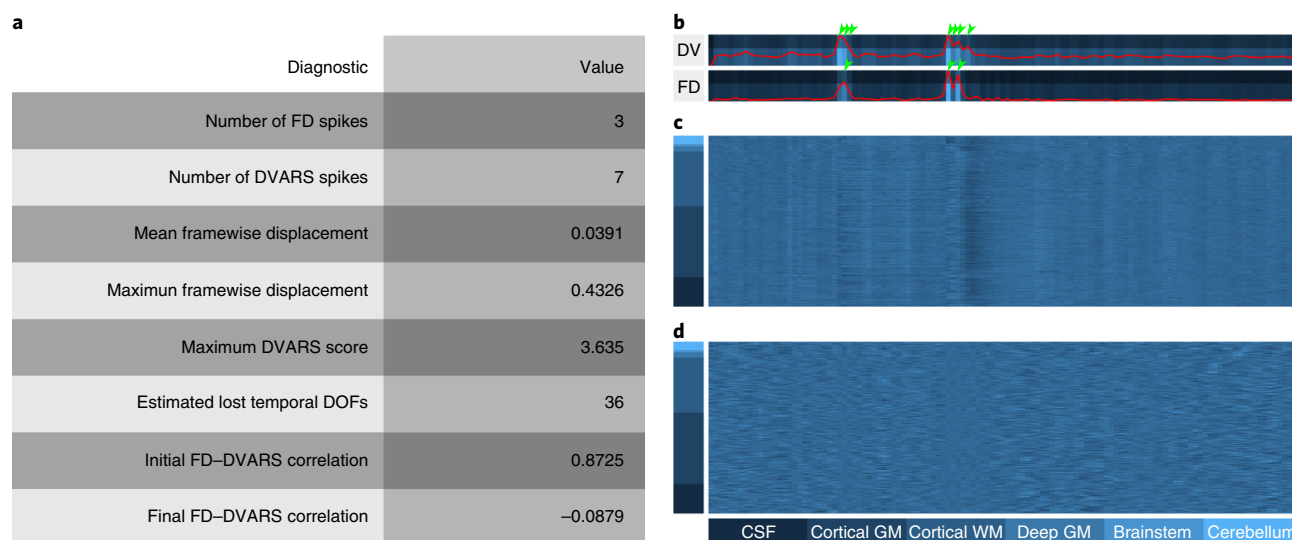 a
Diagnostic Value
Number of FD spikes 3
Number of DVARS spikes 7
Mean framewise displacement 0.0391
Maximun framewise displacement 0.4326
Maximum DVARS score 3.635
Estimated lost temporal DOFs 36
Initial FD–DVARS correlation 0.8725
Final FD–DVARS correlation –0.0879
b
DV
FD
c
d
CSF Cortical GM Cortical WM Deep GM Brainstem Cerebellum